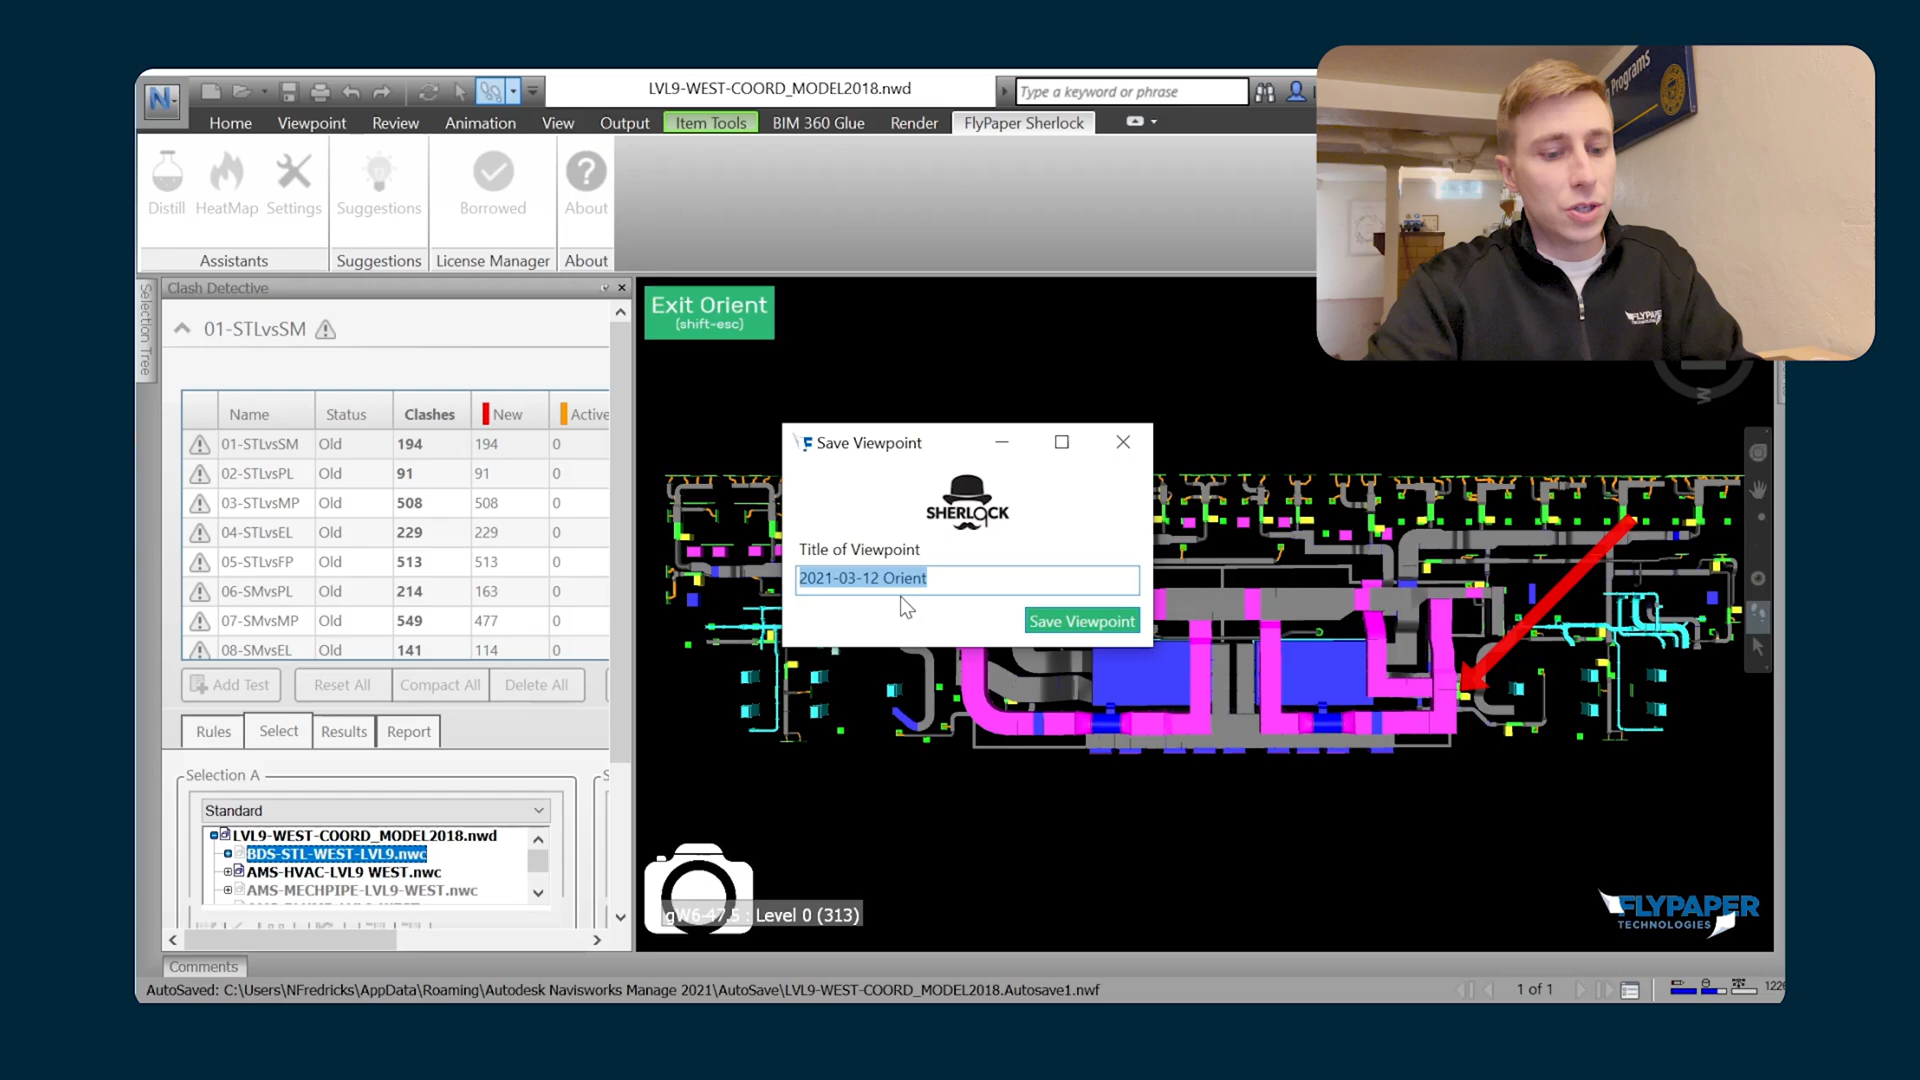 LVL9-WEST-COORD_MODEL2018.nwd
Type a keyword or phrase
Home
Viewpoint
Review
Animation
View
Output
Item Tools
BIM 360 Glue
Render
FlyPaper Sherlock
Distill
HeatMap
Settings
Suggestions
Borrowed
About
Assistants
Suggestions
License Manager
About
Programs
FLYPAPER
Selection Tree
Clash Detective
01-STLvsSM
Name Status Clashes New Active
01-STLvsSM Old 194 194 0
02-STLvsPL Old 91 91 0
03-STLvsMP Old 508 508 0
04-STLvsEL Old 229 229 0
05-STLvsFP Old 513 513 0
06-SMvsPL Old 214 163 0
07-SMvsMP Old 549 477 0
08-SMvsEL Old 141 114 0
Add Test
Reset All
Compact All
Delete All
Rules
Select
Results
Report
Selection A
Standard
LVL9-WEST-COORD_MODEL2018.nwd
BDS-STL-WEST-LVL9.nwc
AMS-HVAC-LVL9 WEST.nwc
AMS-MECHPIPE-LVL9-WEST.nwc
Exit Orient
(shift-esc)
W
Save Viewpoint
SHERLOCK
Title of Viewpoint
2021-03-12 Orient
Save Viewpoint
gW6-47.5 : Level 0 (313)
FLYPAPER
TECHNOLOGIES
Comments
AutoSaved: C:\Users\NFredricks\AppData\Roaming\Autodesk Navisworks Manage 2021\AutoSave\LVL9-WEST-COORD_MODEL2018.Autosave1.nwf
1 of 1